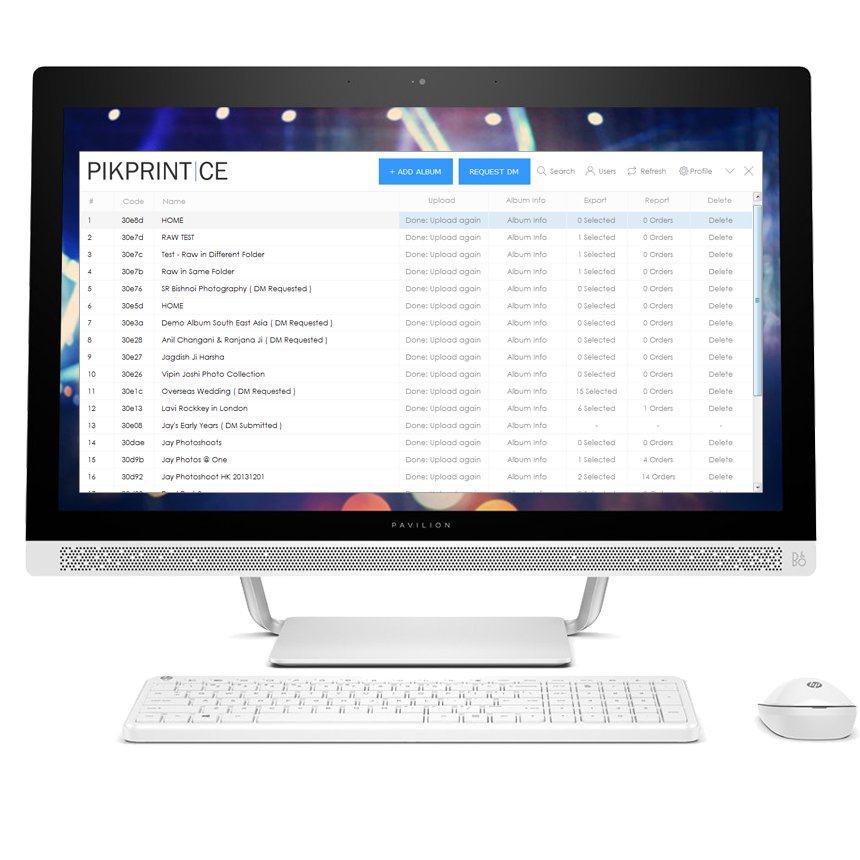 PIKPRINT|CE
+ ADD ALBUM REQUEST DM Search Users Refresh Profile
# Code Name Upload Album Info Export Report Delete
1 30e8d HOME Done: Upload again Album Info 0 Selected 0 Orders Delete
2 30e7d RAW TEST Done: Upload again Album Info 1 Selected 0 Orders Delete
3 30e7c Test - Raw in Different Folder Done: Upload again Album Info 1 Selected 0 Orders Delete
4 30e7b Raw in Same Folder Done: Upload again Album Info 1 Selected 0 Orders Delete
5 30e76 SR Bishnoi Photography ( DM Requested ) Done: Upload again Album Info 0 Selected 0 Orders Delete
6 30e5d HOME Done: Upload again Album Info 0 Selected 0 Orders Delete
7 30e3a Demo Album South East Asia ( DM Requested ) Done: Upload again Album Info 0 Selected 0 Orders Delete
8 30e28 Anil Changani & Ranjana Ji ( DM Requested ) Done: Upload again Album Info 0 Selected 0 Orders Delete
9 30e27 Jagdish Ji Harsha Done: Upload again Album Info 0 Selected 0 Orders Delete
10 30e26 Vipin Joshi Photo Collection Done: Upload again Album Info 0 Selected 0 Orders Delete
11 30e1c Overseas Wedding ( DM Requested ) Done: Upload again Album Info 15 Selected 0 Orders Delete
12 30e13 Lavi Rockkey in London Done: Upload again Album Info 6 Selected 1 Orders Delete
13 30e08 Jay's Early Years ( DM Submitted ) Done: Upload again Album Info - - -
14 30dae Jay Photoshoots Done: Upload again Album Info 0 Selected 0 Orders Delete
15 30d9b Jay Photos @ One Done: Upload again Album Info 1 Selected 4 Orders Delete
16 30d92 Jay Photoshoot HK 20131201 Done: Upload again Album Info 2 Selected 14 Orders Delete
PAVILION
B&O
hp